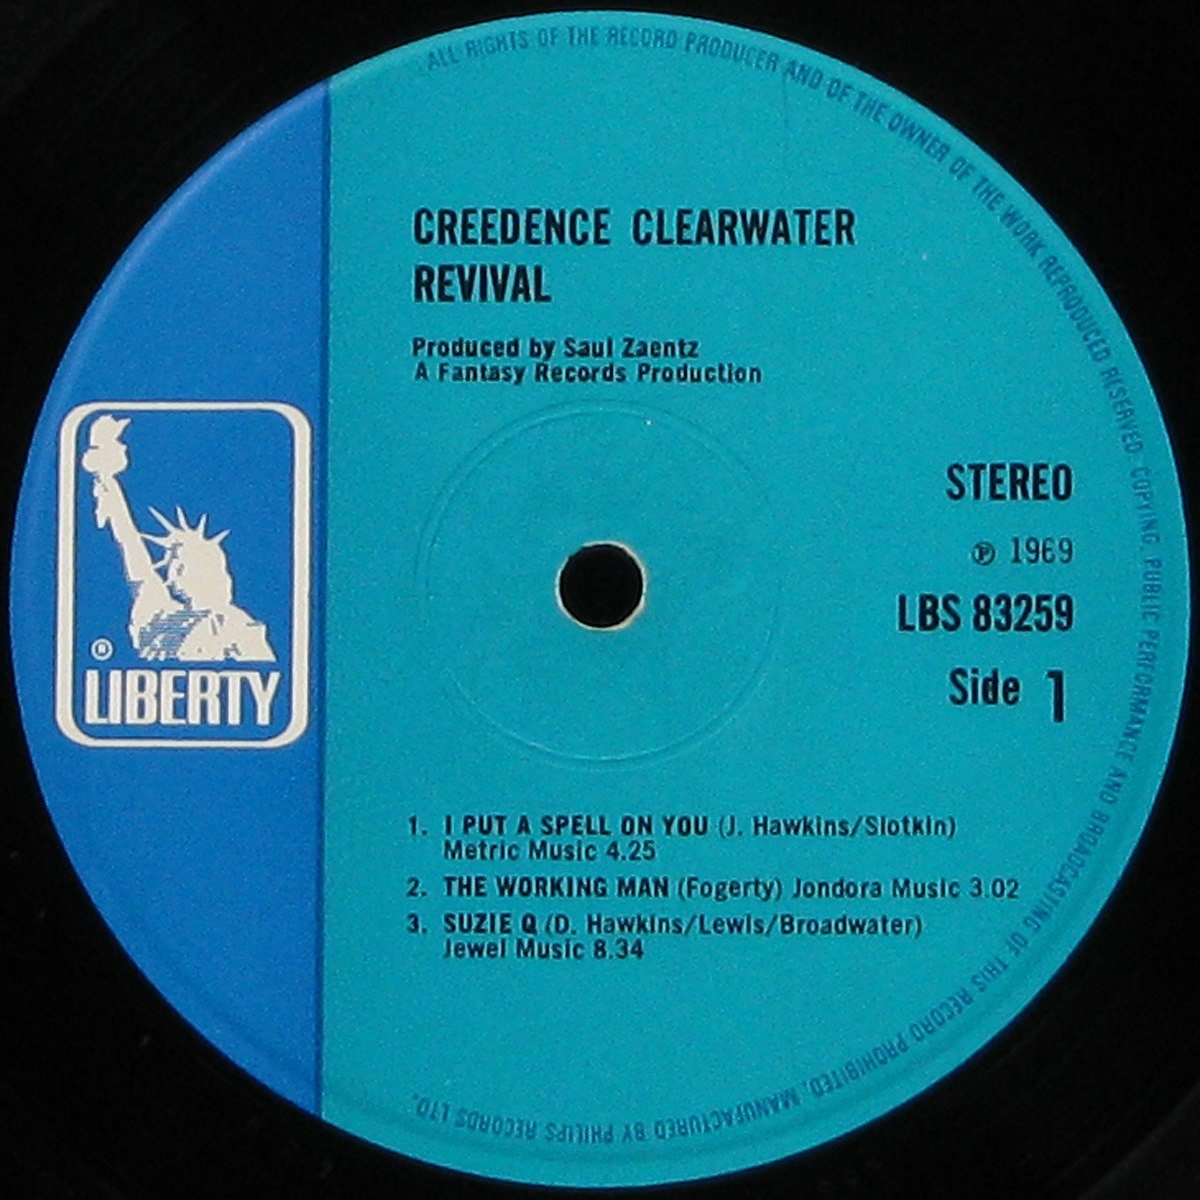 ALL RIGHTS OF THE RECORD PRODUCER AND OF THE OWNER OF THE WORK REPRODUCED RESERVED. COPYING, PUBLIC PERFORMANCE AND BROADCASTING OF THIS RECORD PROHIBITED, MANUFACTURED BY PHILIPS RECORDS LTD.
CREEDENCE CLEARWATER
REVIVAL
Produced by Saul Zaentz
A Fantasy Records Production
STEREO
℗ 1969
LBS 83259
Side 1
®
LIBERTY
1. I PUT A SPELL ON YOU (J. Hawkins/Slotkin)
Metric Music 4.25
2. THE WORKING MAN (Fogerty) Jondora Music 3.02
3. SUZIE Q (D. Hawkins/Lewis/Broadwater)
Jewel Music 8.34